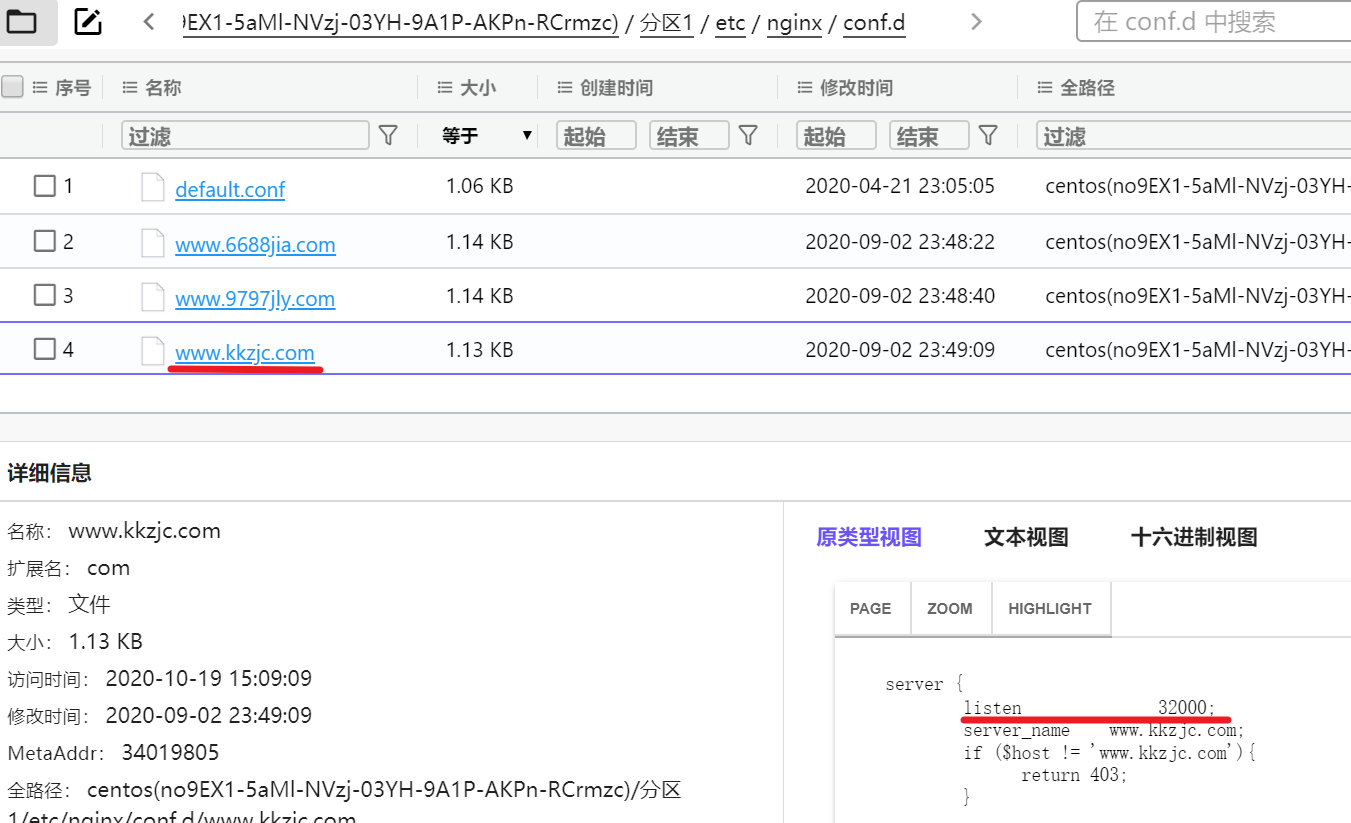 9EX1-5aMl-NVzj-03YH-9A1P-AKPn-RCrmzc) / 分区1 / etc / nginx / conf.d
在 conf.d 中搜索
序号 名称 大小 创建时间 修改时间 全路径
过滤 等于 起始 结束 起始 结束 过滤
1 default.conf 1.06 KB 2020-04-21 23:05:05 centos(no9EX1-5aMl-NVzj-03YH-
2 www.6688jia.com 1.14 KB 2020-09-02 23:48:22 centos(no9EX1-5aMl-NVzj-03YH-
3 www.9797jly.com 1.14 KB 2020-09-02 23:48:40 centos(no9EX1-5aMl-NVzj-03YH-
4 www.kkzjc.com 1.13 KB 2020-09-02 23:49:09 centos(no9EX1-5aMl-NVzj-03YH-
详细信息
名称： www.kkzjc.com
扩展名： com
类型： 文件
大小： 1.13 KB
访问时间： 2020-10-19 15:09:09
修改时间： 2020-09-02 23:49:09
MetaAddr： 34019805
全路径： centos(no9EX1-5aMl-NVzj-03YH-9A1P-AKPn-RCrmzc)/分区
1/etc/nginx/conf.d/www.kkzjc.com
原类型视图 文本视图 十六进制视图
PAGE ZOOM HIGHLIGHT
server {
listen 32000;
server_name www.kkzjc.com;
if ($host != 'www.kkzjc.com'){
return 403;
}